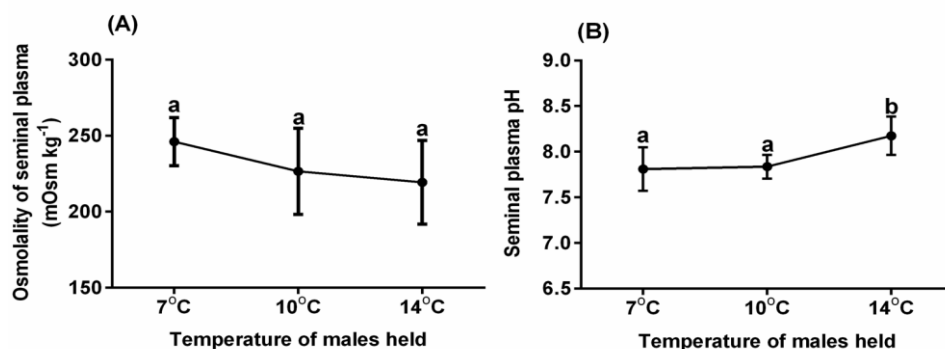 (A)
Osmolality of seminal plasma
(mOsm kg⁻¹)
300
250
200
150
a
a
a
7°C
10°C
14°C
Temperature of males held
(B)
Seminal plasma pH
9.0
8.5
8.0
7.5
7.0
6.5
a
a
b
7°C
10°C
14°C
Temperature of males held